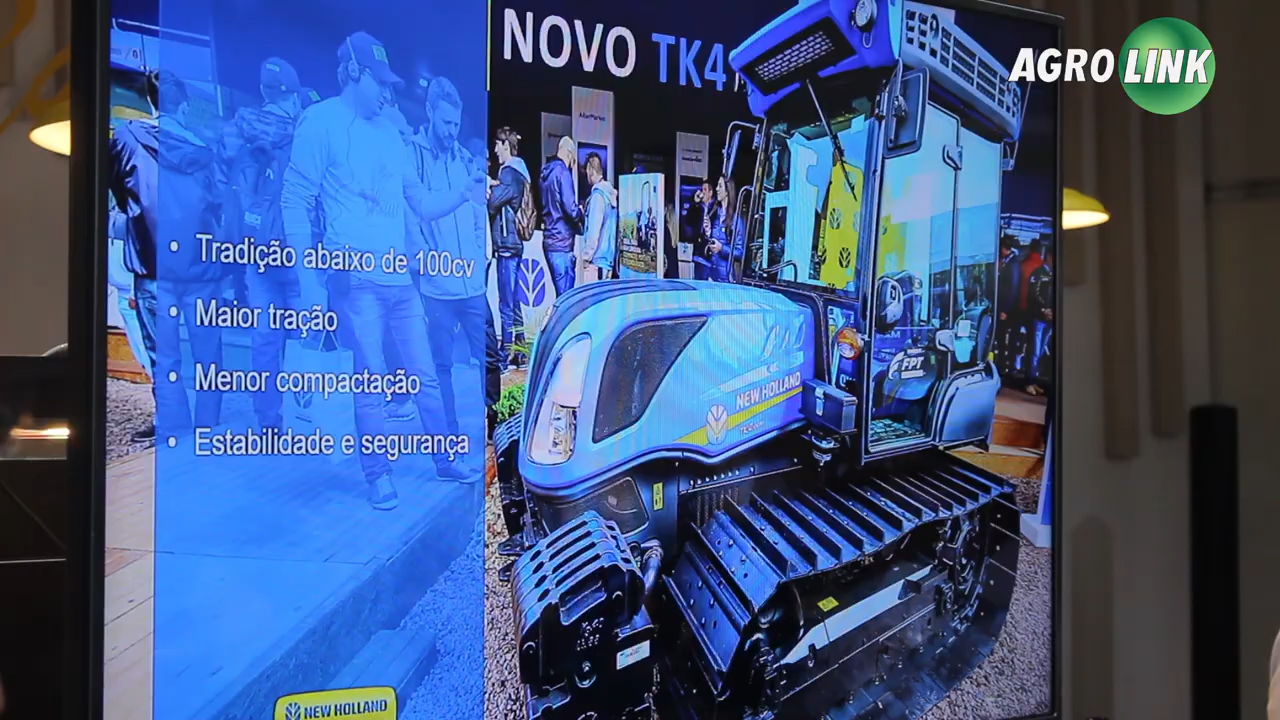 NOVO TK4
AGRO LINK
• Tradição abaixo de 100cv
• Maior tração
• Menor compactação
• Estabilidade e segurança
NEW HOLLAND
FPT
NEW HOLLAND